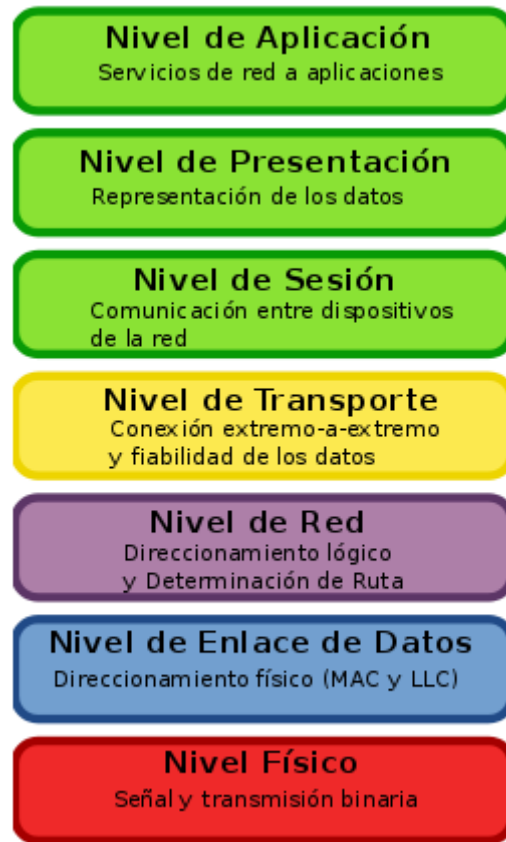 Nivel de Aplicación
Servicios de red a aplicaciones
Nivel de Presentación
Representación de los datos
Nivel de Sesión
Comunicación entre dispositivos
de la red
Nivel de Transporte
Conexión extremo-a-extremo
y fiabilidad de los datos
Nivel de Red
Direccionamiento lógico
y Determinación de Ruta
Nivel de Enlace de Datos
Direccionamiento físico (MAC y LLC)
Nivel Físico
Señal y transmisión binaria